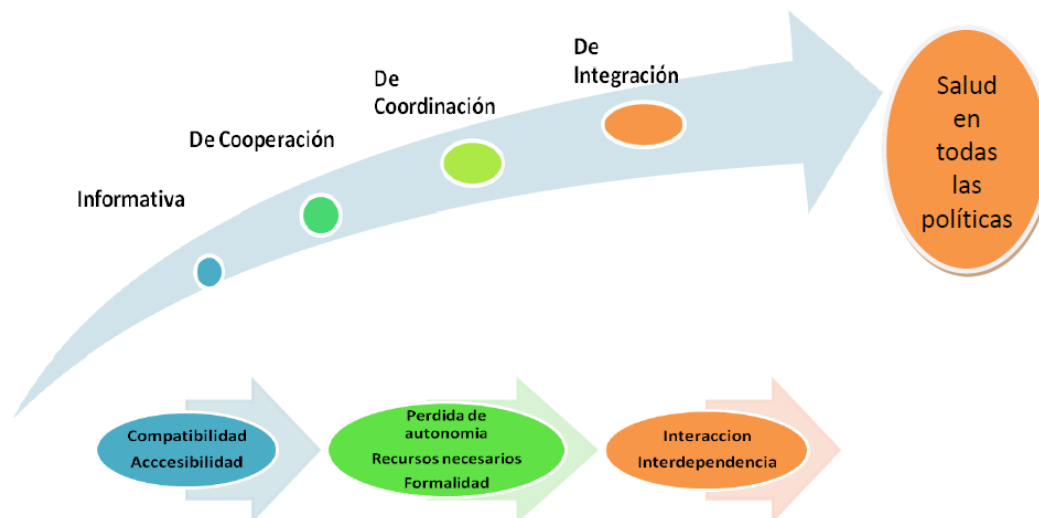 De
Integración
De
Coordinación
De Cooperación
Informativa
Salud
en
todas
las
políticas
Compatibilidad
Acccesibilidad
Perdida de
autonomia
Recursos necesarios
Formalidad
Interaccion
Interdependencia